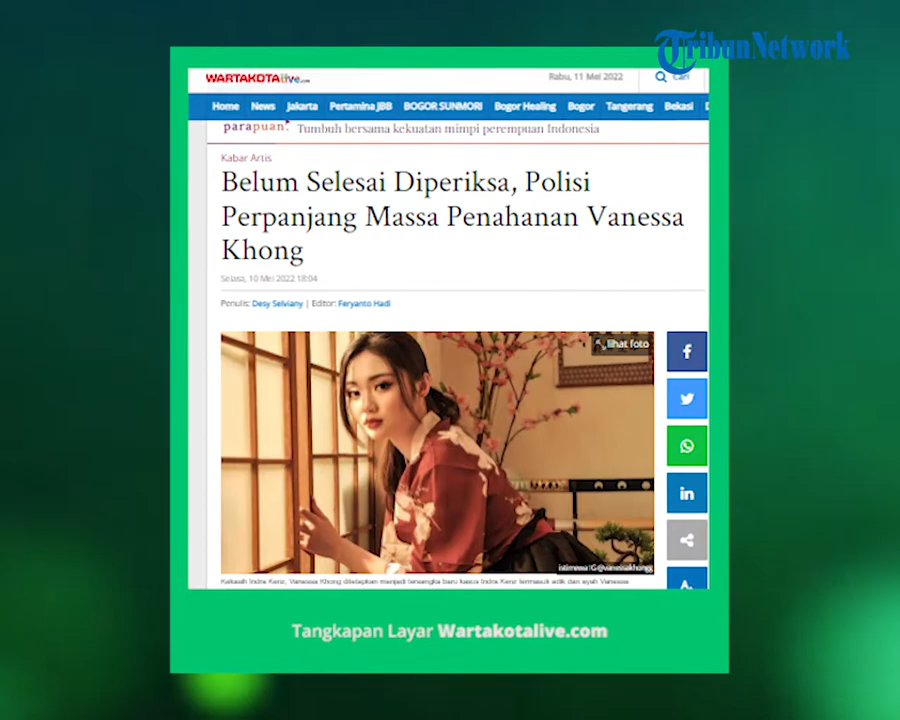 TribunNetwork
WARTAKOTAlive.com
Rabu, 11 Mei 2022
Cari
Home News Jakarta Pertamina JBB BOGOR SUNMORI Bogor Healing Bogor Tangerang Bekasi D
parapuan. Tumbuh bersama kekuatan mimpi perempuan Indonesia
Kabar Artis
Belum Selesai Diperiksa, Polisi
Perpanjang Massa Penahanan Vanessa
Khong
Selasa, 10 Mei 2022 18:04
Penulis: Desy Selviany | Editor: Feryanto Hadi
lihat foto
istimewa IG@vanessakhongg
Kekasih Indra Kenz, Vanessa Khong ditetapkan menjadi tersangka baru kasus Indra Kenz termasuk adik dan ayah Vanessa
A
Tangkapan Layar Wartakotalive.com